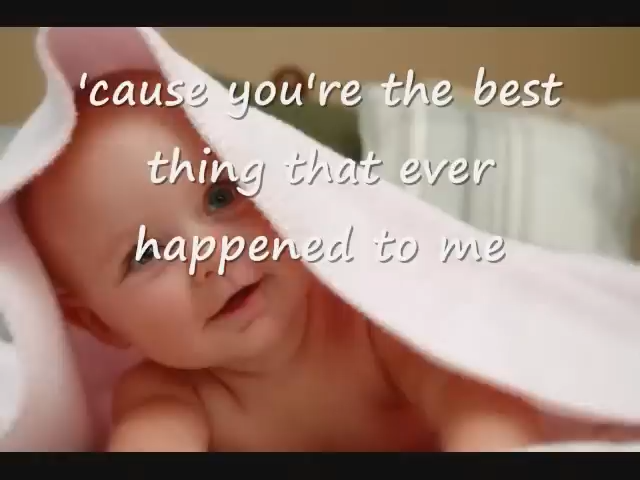 'cause you're the best
thing that ever
happened to me